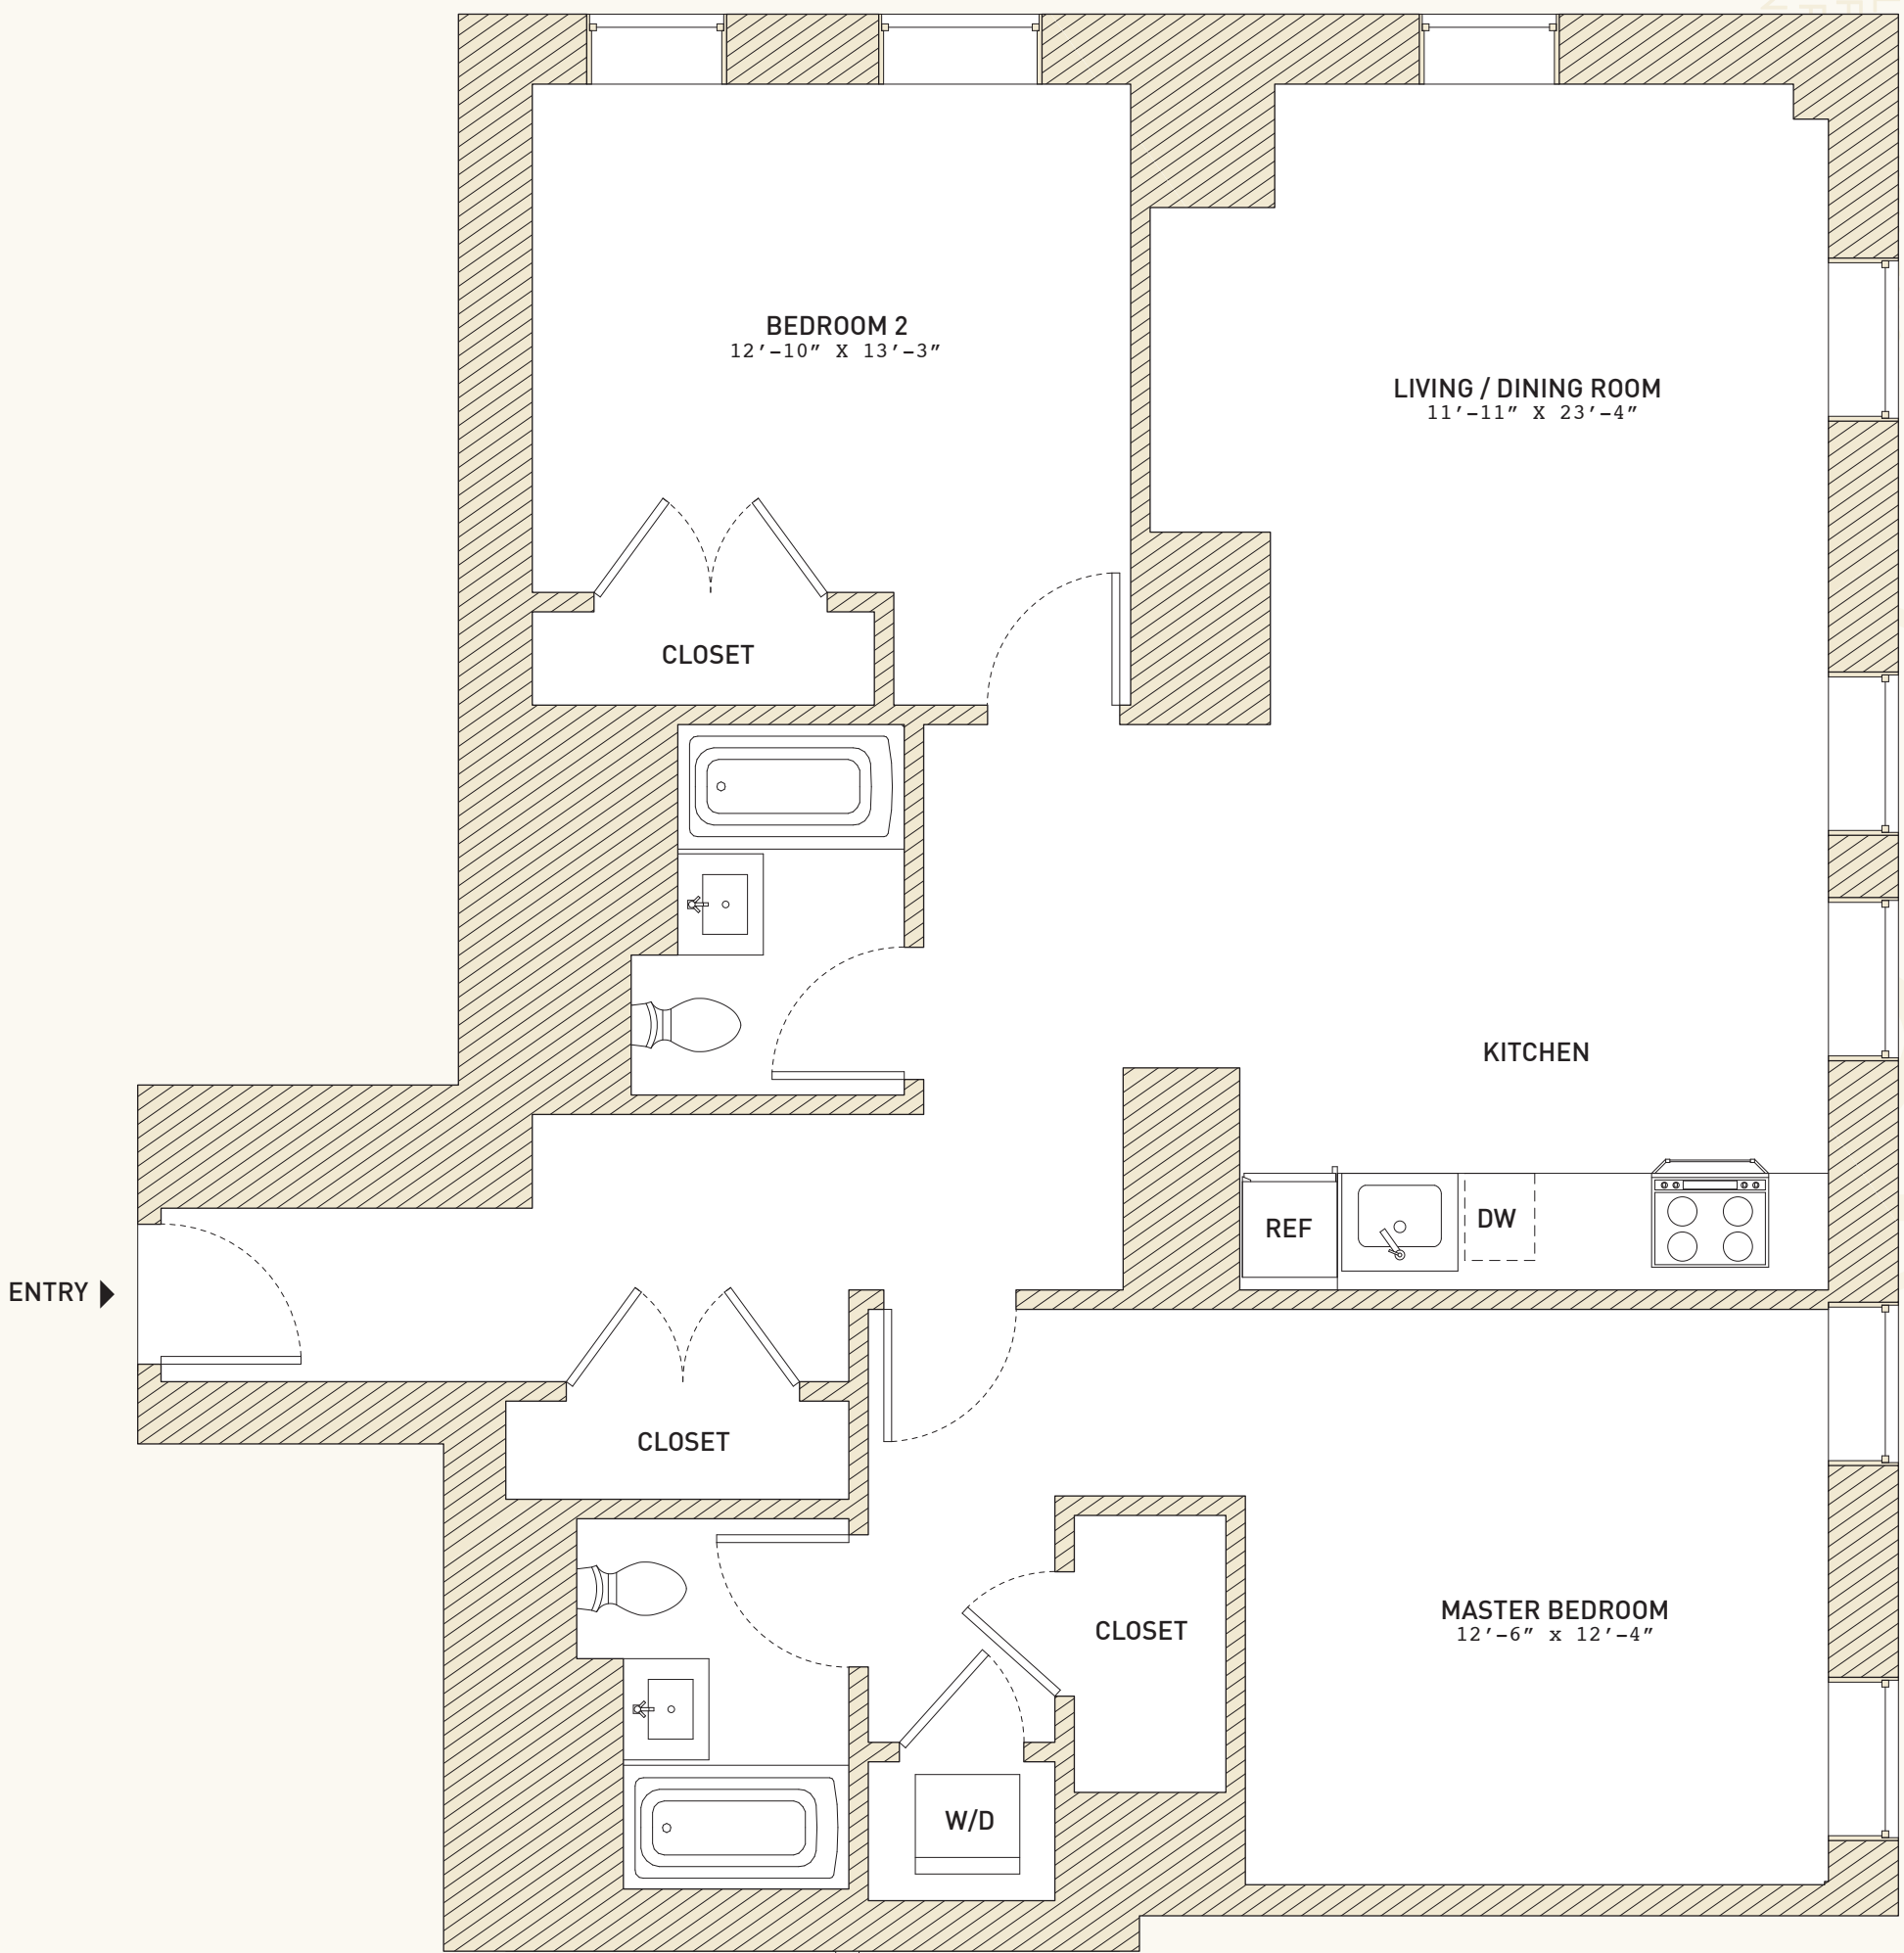 BEDROOM 2
12′–10″ X 13′–3″
LIVING / DINING ROOM
11′–11″ X 23′–4″
CLOSET
KITCHEN
REF
DW
ENTRY
CLOSET
CLOSET
MASTER BEDROOM
12′–6″ x 12′–4″
W/D